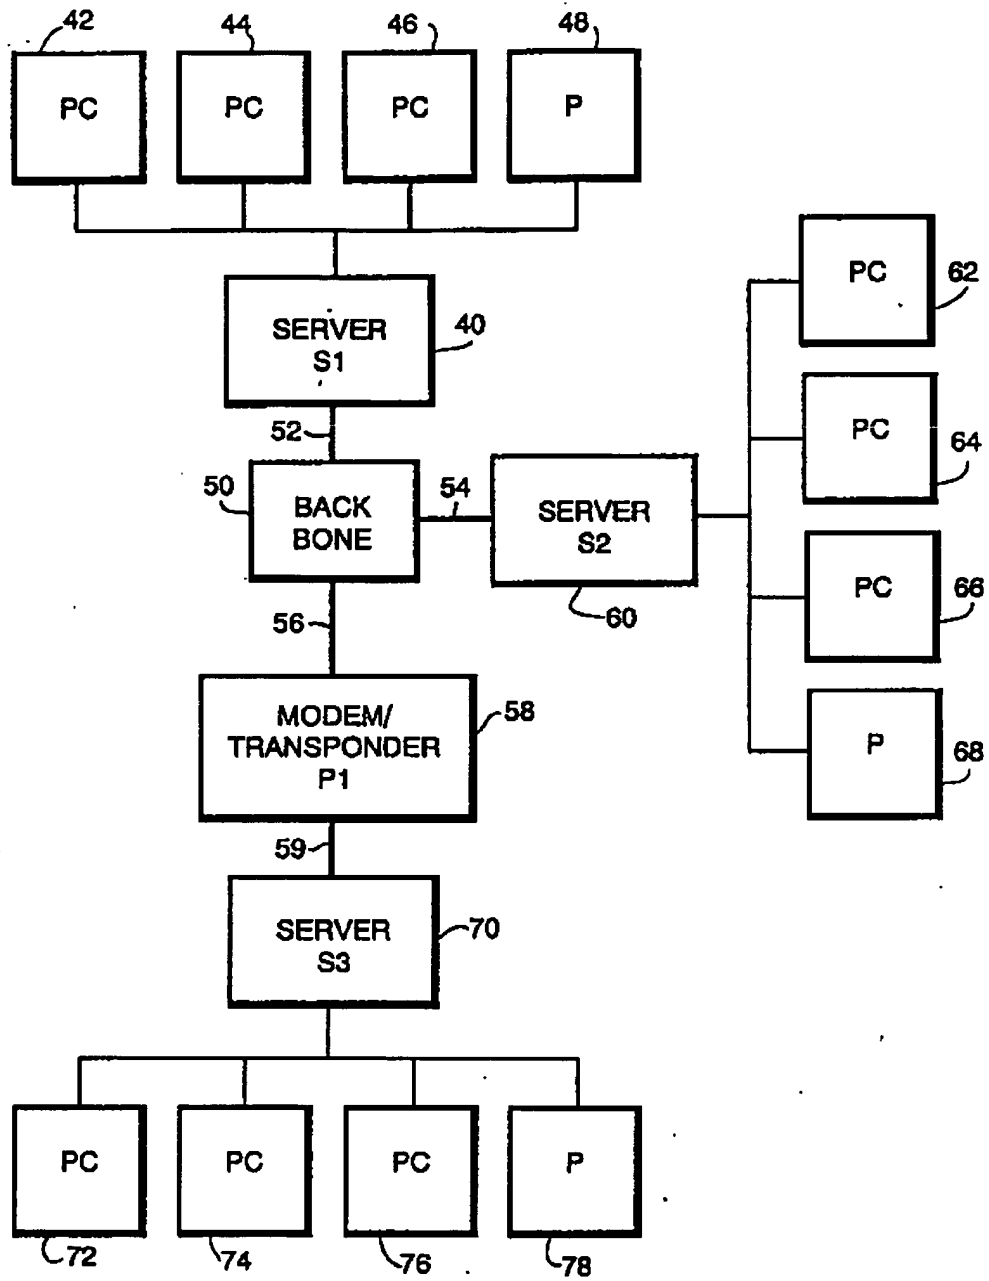 42
44
46
48
PC
PC
PC
P
SERVER
S1
40
52
50
BACK
BONE
54
SERVER
S2
60
PC
62
PC
64
PC
66
P
68
56
MODEM/
TRANSPONDER
P1
58
59
SERVER
S3
70
PC
PC
PC
P
72
74
76
78